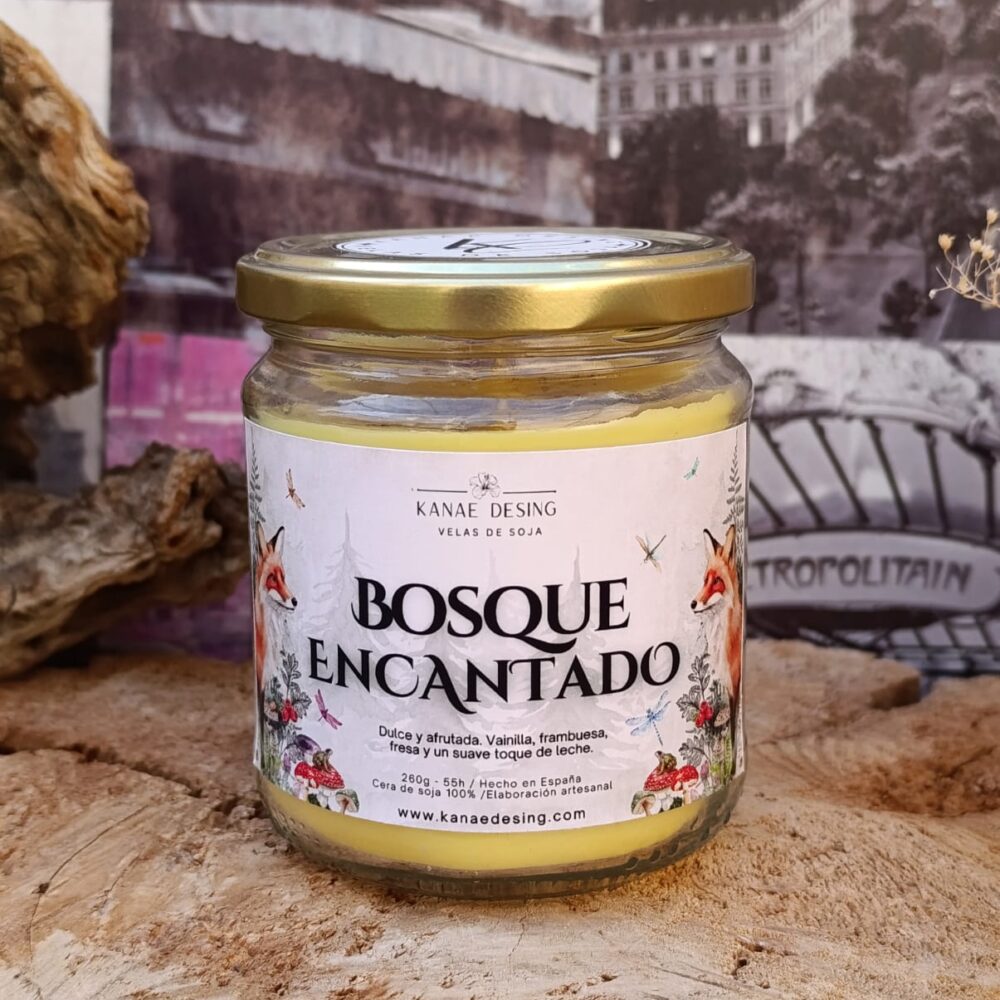 KANAE DESING
VELAS DE SOJA
BOSQUE
ENCANTADO
Dulce y afrutada. Vainilla, frambuesa,
fresa y un suave toque de leche.
260g - 55h / Hecho en España
Cera de soja 100% /Elaboración artesanal
www.kanaedesing.com
TROPOLITAIN